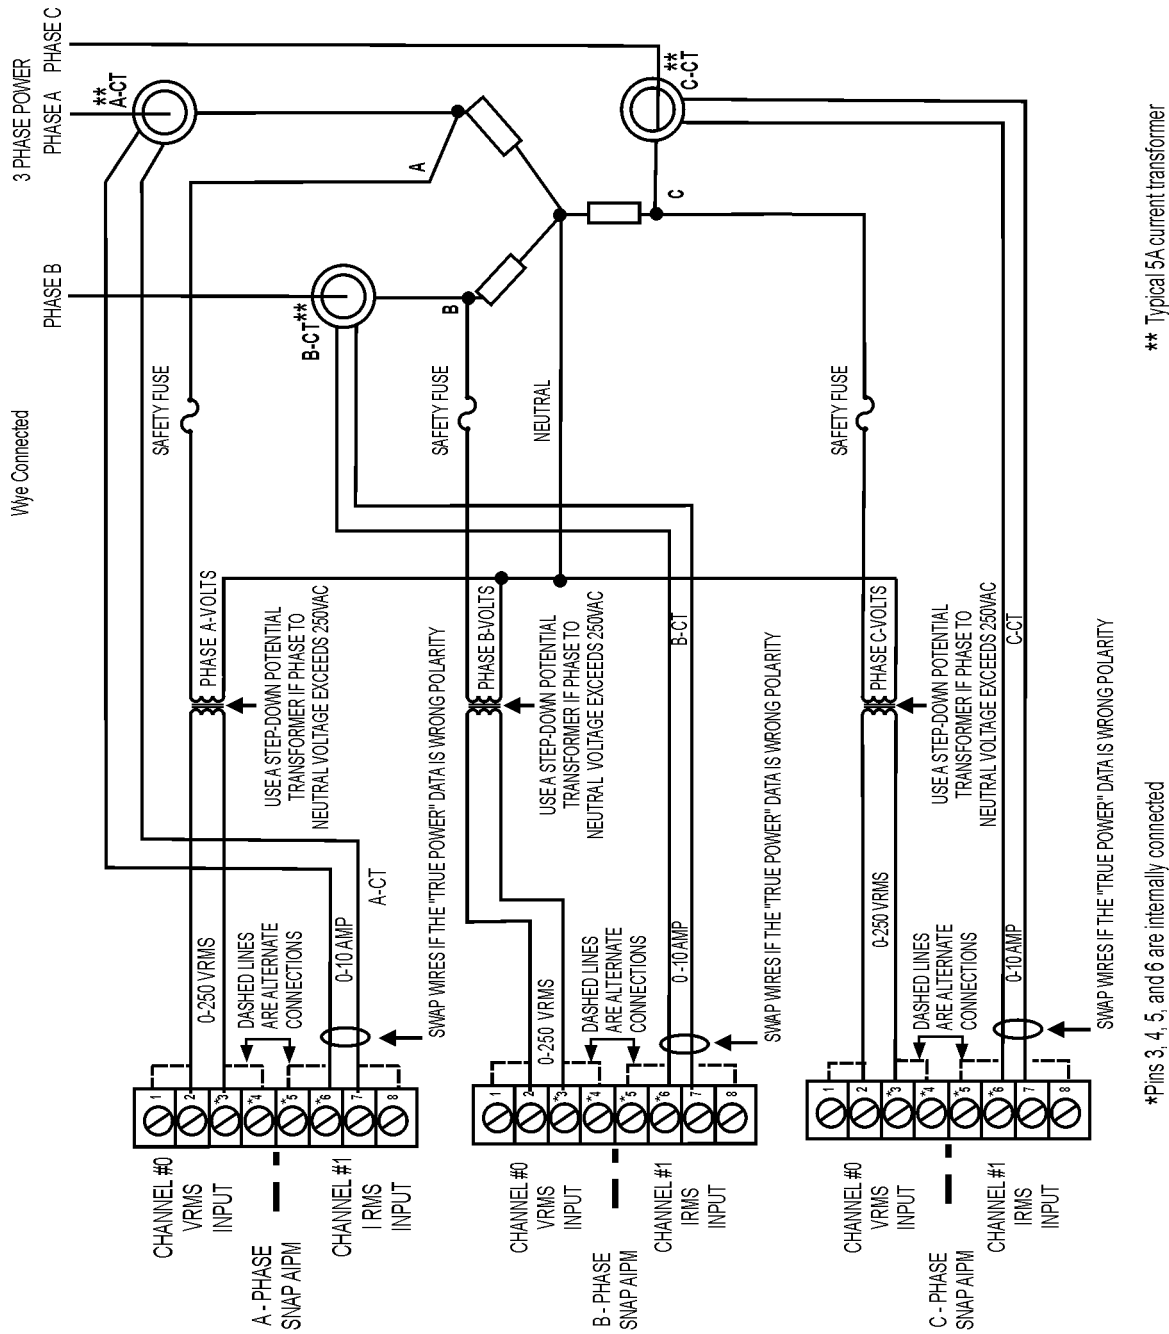 Wye Connected
3 PHASE POWER
PHASE B
PHASE A
PHASE C
**
A-CT
B-CT**
**
C-CT
A
B
C
SAFETY FUSE
SAFETY FUSE
NEUTRAL
SAFETY FUSE
PHASE A-VOLTS
USE A STEP-DOWN POTENTIAL
TRANSFORMER IF PHASE TO
NEUTRAL VOLTAGE EXCEEDS 250VAC
PHASE B-VOLTS
USE A STEP-DOWN POTENTIAL
TRANSFORMER IF PHASE TO
NEUTRAL VOLTAGE EXCEEDS 250VAC
B-CT
PHASE C-VOLTS
USE A STEP-DOWN POTENTIAL
TRANSFORMER IF PHASE TO
NEUTRAL VOLTAGE EXCEEDS 250VAC
C-CT
0-250 VRMS
DASHED LINES
ARE ALTERNATE
CONNECTIONS
0-10 AMP
A-CT
SWAP WIRES IF THE "TRUE POWER" DATA IS WRONG POLARITY
0-250 VRMS
DASHED LINES
ARE ALTERNATE
CONNECTIONS
0-10 AMP
SWAP WIRES IF THE "TRUE POWER" DATA IS WRONG POLARITY
0-250 VRMS
DASHED LINES
ARE ALTERNATE
CONNECTIONS
0-10 AMP
SWAP WIRES IF THE "TRUE POWER" DATA IS WRONG POLARITY
1
2
*3
*4
*5
*6
7
8
1
2
*3
*4
*5
*6
7
8
1
2
*3
*4
*5
*6
7
8
CHANNEL #0
VRMS
INPUT
A - PHASE
SNAP AIPM
CHANNEL #1
I RMS
INPUT
CHANNEL #0
VRMS
INPUT
B - PHASE
SNAP AIPM
CHANNEL #1
IRMS
INPUT
CHANNEL #0
VRMS
INPUT
C - PHASE
SNAP AIPM
CHANNEL #1
IRMS
INPUT
*Pins 3, 4, 5, and 6 are internally connected
** Typical 5A current transformer